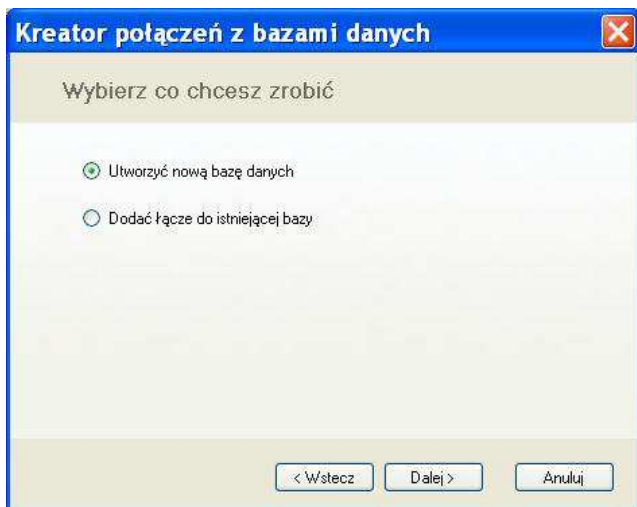 Kreator połączeń z bazami danych
Wybierz co chcesz zrobić
Utworzyć nową bazę danych
Dodać łącze do istniejącej bazy
< Wstecz Dalej > Anuluj